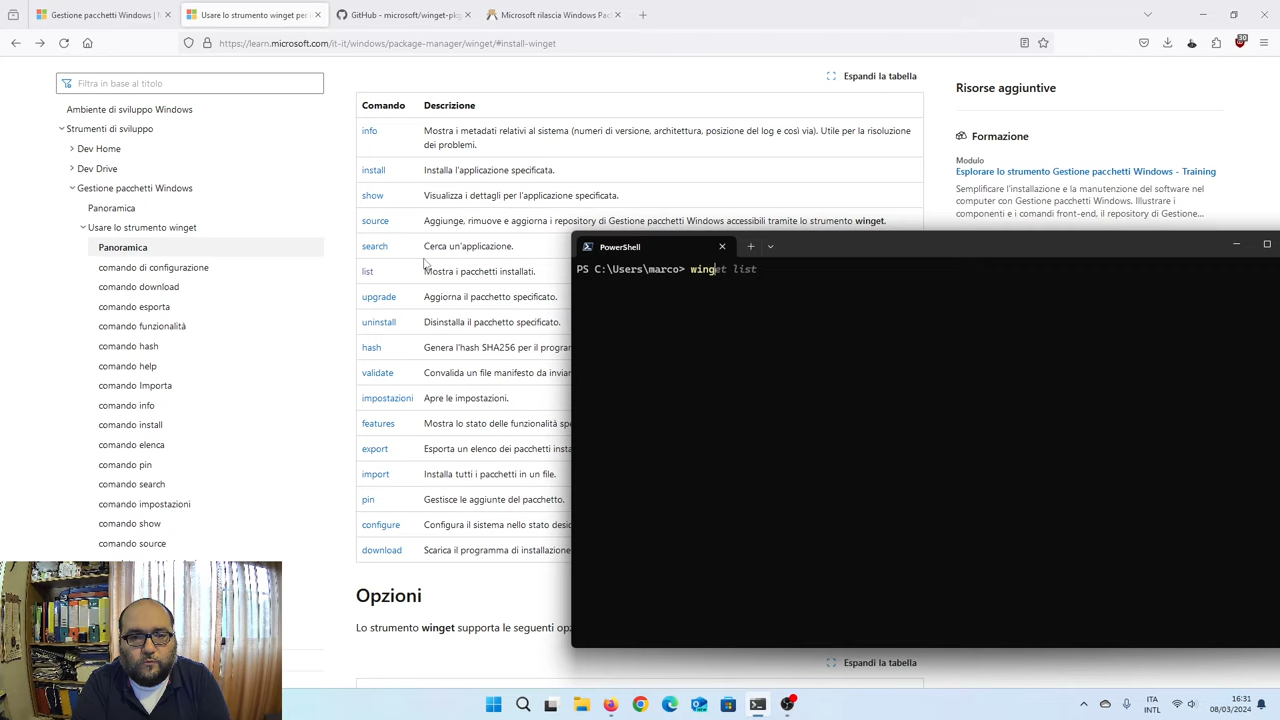 Gestione pacchetti Windows | M
Usare lo strumento winget per i
GitHub - microsoft/winget-pkg
Microsoft rilascia Windows Pac
https://learn.microsoft.com/it-it/windows/package-manager/winget/#install-winget
30
Filtra in base al titolo
Ambiente di sviluppo Windows
Strumenti di sviluppo
Dev Home
Dev Drive
Gestione pacchetti Windows
Panoramica
Usare lo strumento winget
Panoramica
comando di configurazione
comando download
comando esporta
comando funzionalità
comando hash
comando help
comando Importa
comando info
comando install
comando elenca
comando pin
comando search
comando impostazioni
comando show
comando source
Espandi la tabella
Comando Descrizione
info Mostra i metadati relativi al sistema (numeri di versione, architettura, posizione del log e così via). Utile per la risoluzione
dei problemi.
install Installa l'applicazione specificata.
show Visualizza i dettagli per l'applicazione specificata.
source Aggiunge, rimuove e aggiorna i repository di Gestione pacchetti Windows accessibili tramite lo strumento winget.
search Cerca un'applicazione.
list Mostra i pacchetti installati.
upgrade Aggiorna il pacchetto specificato.
uninstall Disinstalla il pacchetto specificato.
hash Genera l'hash SHA256 per il progra
validate Convalida un file manifesto da invia
impostazioni Apre le impostazioni.
features Mostra lo stato delle funzionalità sp
export Esporta un elenco dei pacchetti insta
import Installa tutti i pacchetti in un file.
pin Gestisce le aggiunte del pacchetto.
configure Configura il sistema nello stato desi
download Scarica il programma di installazione
Opzioni
Lo strumento winget supporta le seguenti opz
Espandi la tabella
Risorse aggiuntive
Formazione
Modulo
Esplorare lo strumento Gestione pacchetti Windows - Training
Semplificare l'installazione e la manutenzione del software nel
computer con Gestione pacchetti Windows. Illustrare i
componenti e i comandi front-end, il repository di Gestione...
PowerShell
PS C:\Users\marco> winget list
ITA
INTL
16:31
08/03/2024